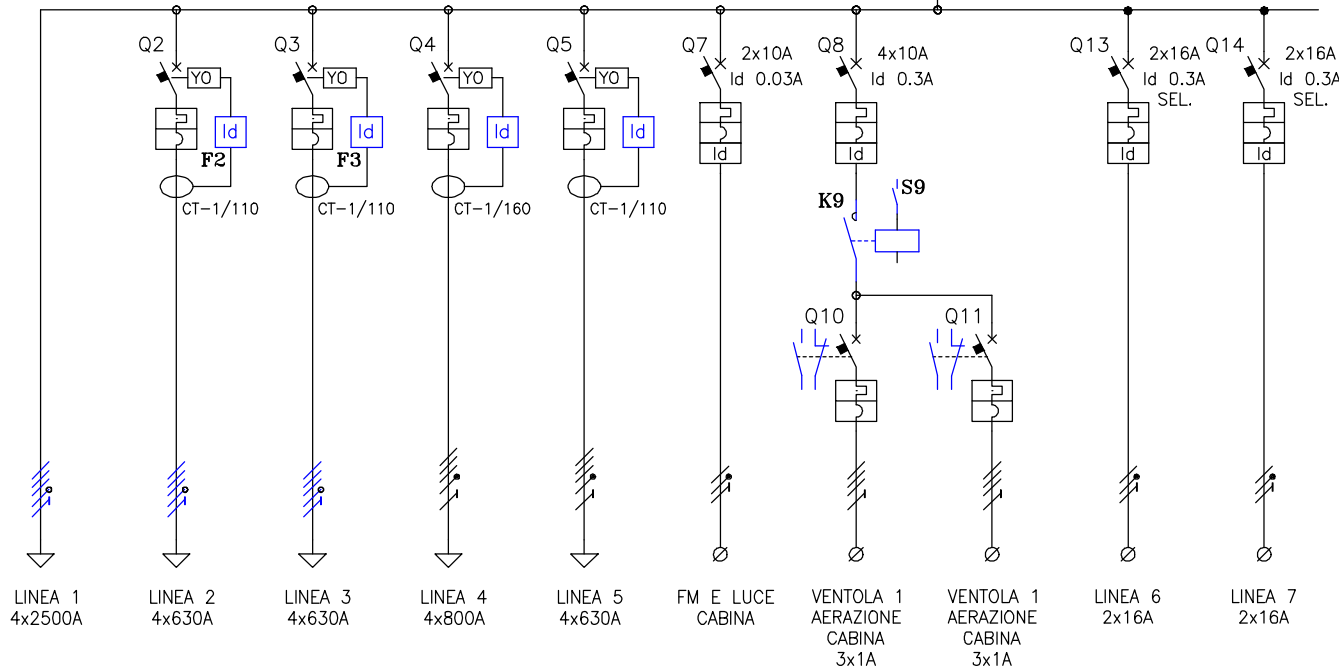 Q2
Q3
Q4
Q5
Q7
2x10A
Id 0.03A
Q8
4x10A
Id 0.3A
Q13
2x16A
Id 0.3A
SEL.
Q14
2x16A
Id 0.3A
SEL.
YO
YO
YO
YO
Id
Id
Id
Id
Id
Id
Id
Id
F2
F3
CT-1/110
CT-1/110
CT-1/160
CT-1/110
K9
S9
Q10
Q11
LINEA 1
4x2500A
LINEA 2
4x630A
LINEA 3
4x630A
LINEA 4
4x800A
LINEA 5
4x630A
FM E LUCE
CABINA
VENTOLA 1
AERAZIONE
CABINA
3x1A
VENTOLA 1
AERAZIONE
CABINA
3x1A
LINEA 6
2x16A
LINEA 7
2x16A